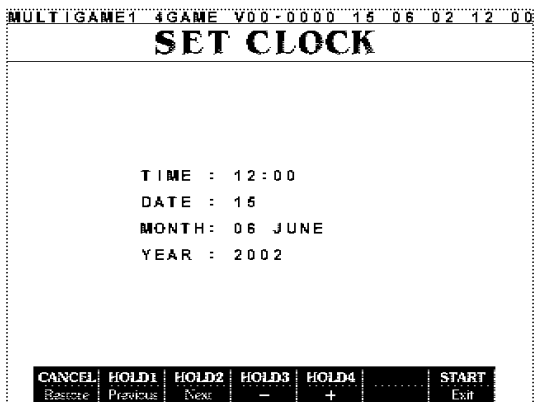 MULTIGAME1 4GAME V00-0000 15 06 02 12 00
SET CLOCK
TIME : 12:00
DATE : 15
MONTH: 06 JUNE
YEAR : 2002
CANCEL HOLD1 HOLD2 HOLD3 HOLD4 START
Restore Previous Next - + Exit